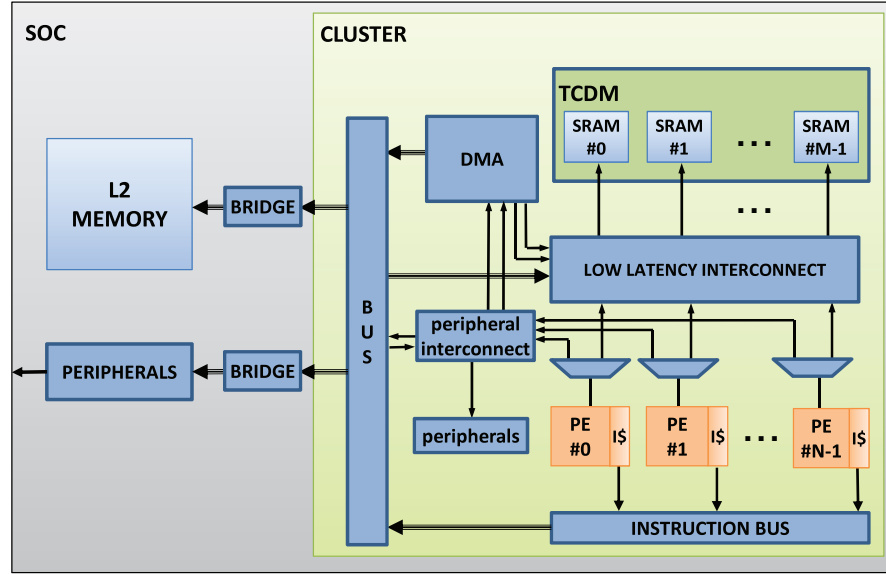 SOC
CLUSTER
TCDM
SRAM
#0
SRAM
#1
...
SRAM
#M-1
DMA
L2
MEMORY
BRIDGE
...
LOW LATENCY INTERCONNECT
B
U
S
peripheral
interconnect
PERIPHERALS
BRIDGE
peripherals
PE
#0
I$
PE
#1
I$
...
PE
#N-1
I$
INSTRUCTION BUS